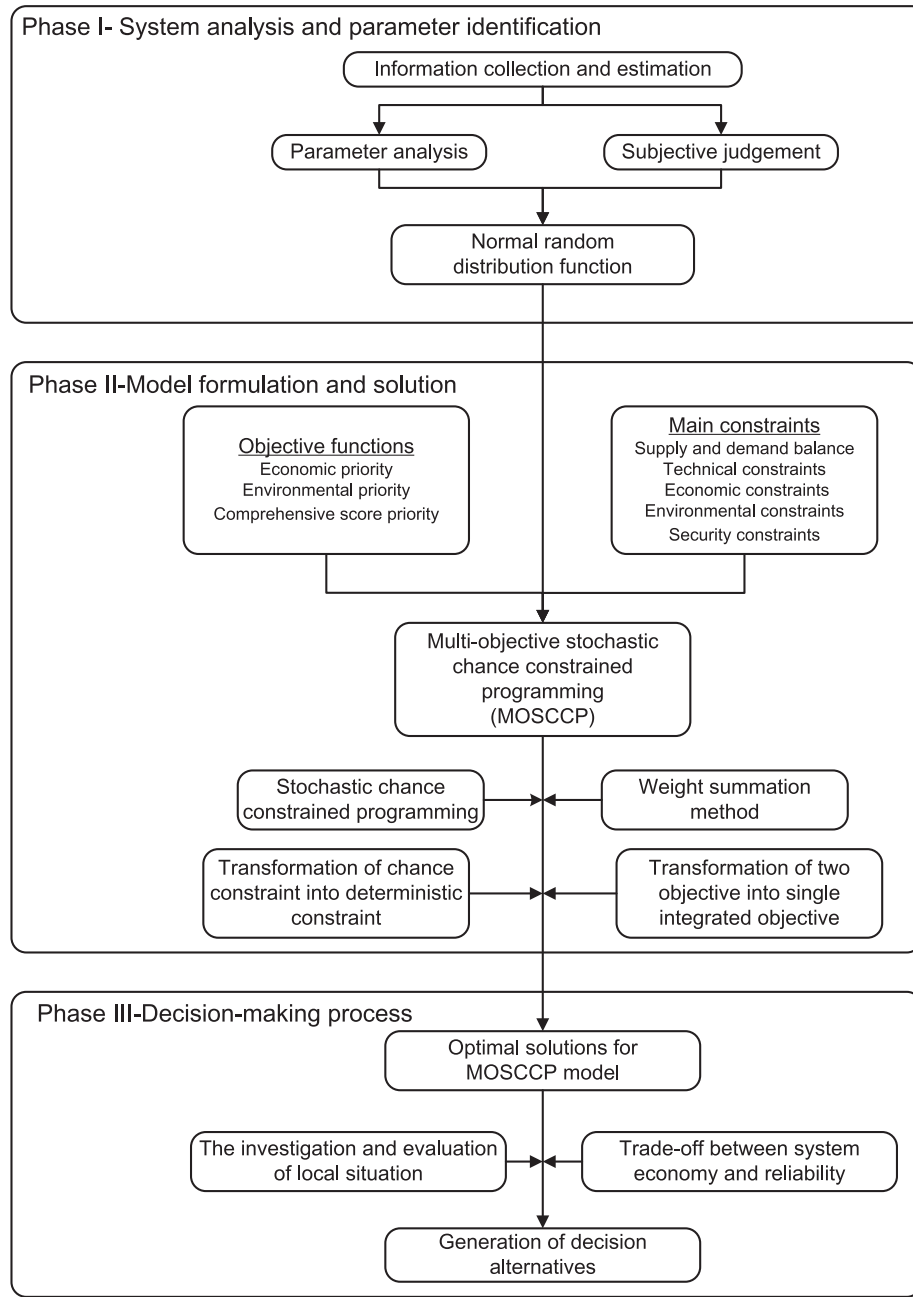 Phase I- System analysis and parameter identification
Information collection and estimation
Parameter analysis
Subjective judgement
Normal random
distribution function
Phase II-Model formulation and solution
Objective functions
Economic priority
Environmental priority
Comprehensive score priority
Main constraints
Supply and demand balance
Technical constraints
Economic constraints
Environmental constraints
Security constraints
Multi-objective stochastic
chance constrained
programming
(MOSCCP)
Stochastic chance
constrained programming
Weight summation
method
Transformation of chance
constraint into deterministic
constraint
Transformation of two
objective into single
integrated objective
Phase III-Decision-making process
Optimal solutions for
MOSCCP model
The investigation and evaluation
of local situation
Trade-off between system
economy and reliability
Generation of decision
alternatives